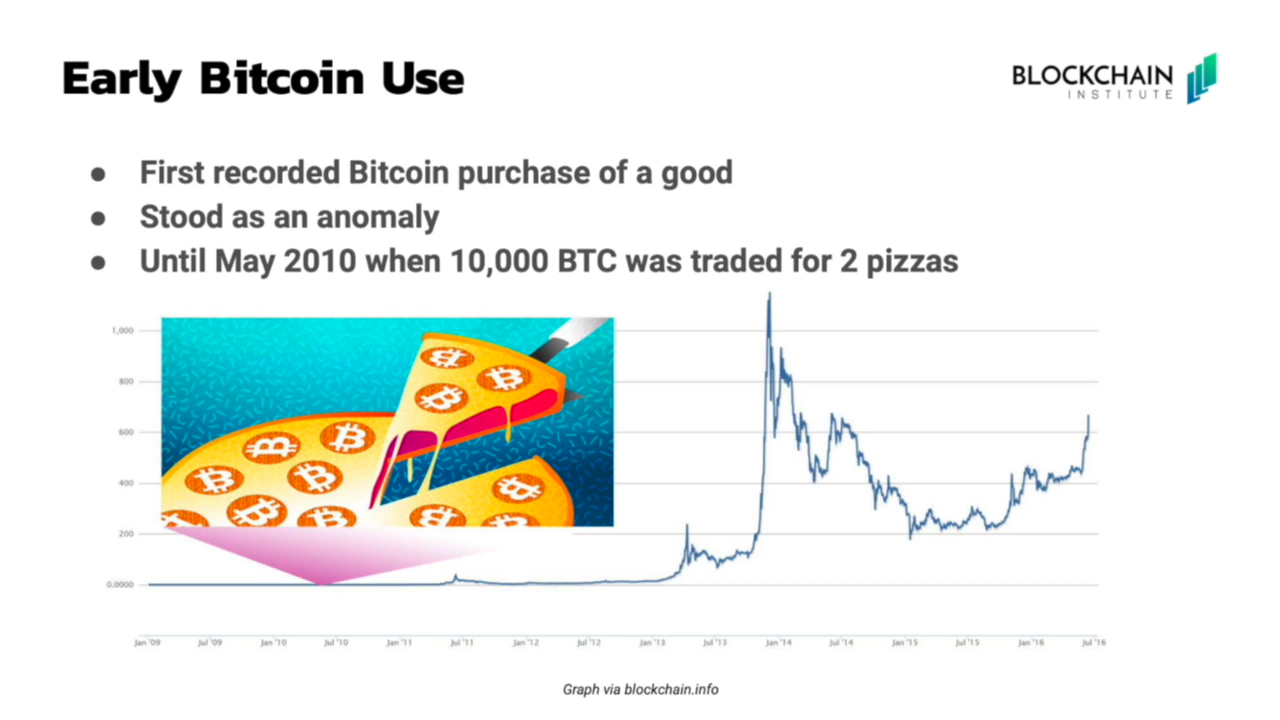 Early Bitcoin Use
BLOCKCHAIN
INSTITUTE
● First recorded Bitcoin purchase of a good
● Stood as an anomaly
● Until May 2010 when 10,000 BTC was traded for 2 pizzas
1,000
800
600
400
200
0.0000
Jan '09 Jul '09 Jan '10 Jul '10 Jan '11 Jul '11 Jan '12 Jul '12 Jan '13 Jul '13 Jan '14 Jul '14 Jan '15 Jul '15 Jan '16 Jul '16
Graph via blockchain.info